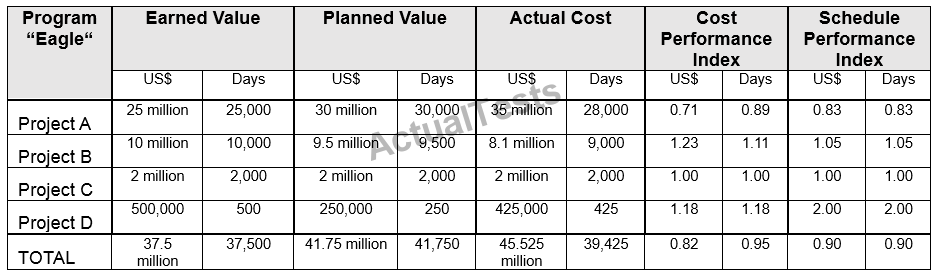 Program Earned Value Planned Value Actual Cost Cost Schedule
“Eagle“ Performance Performance
Index Index
US$ Days US$ Days US$ Days US$ Days US$ Days
Project A 25 million 25,000 30 million 30,000 35 million 28,000 0.71 0.89 0.83 0.83
Project B 10 million 10,000 9.5 million 9,500 8.1 million 9,000 1.23 1.11 1.05 1.05
Project C 2 million 2,000 2 million 2,000 2 million 2,000 1.00 1.00 1.00 1.00
Project D 500,000 500 250,000 250 425,000 425 1.18 1.18 2.00 2.00
TOTAL 37.5 37,500 41.75 million 41,750 45.525 39,425 0.82 0.95 0.90 0.90
million million
ActualTests